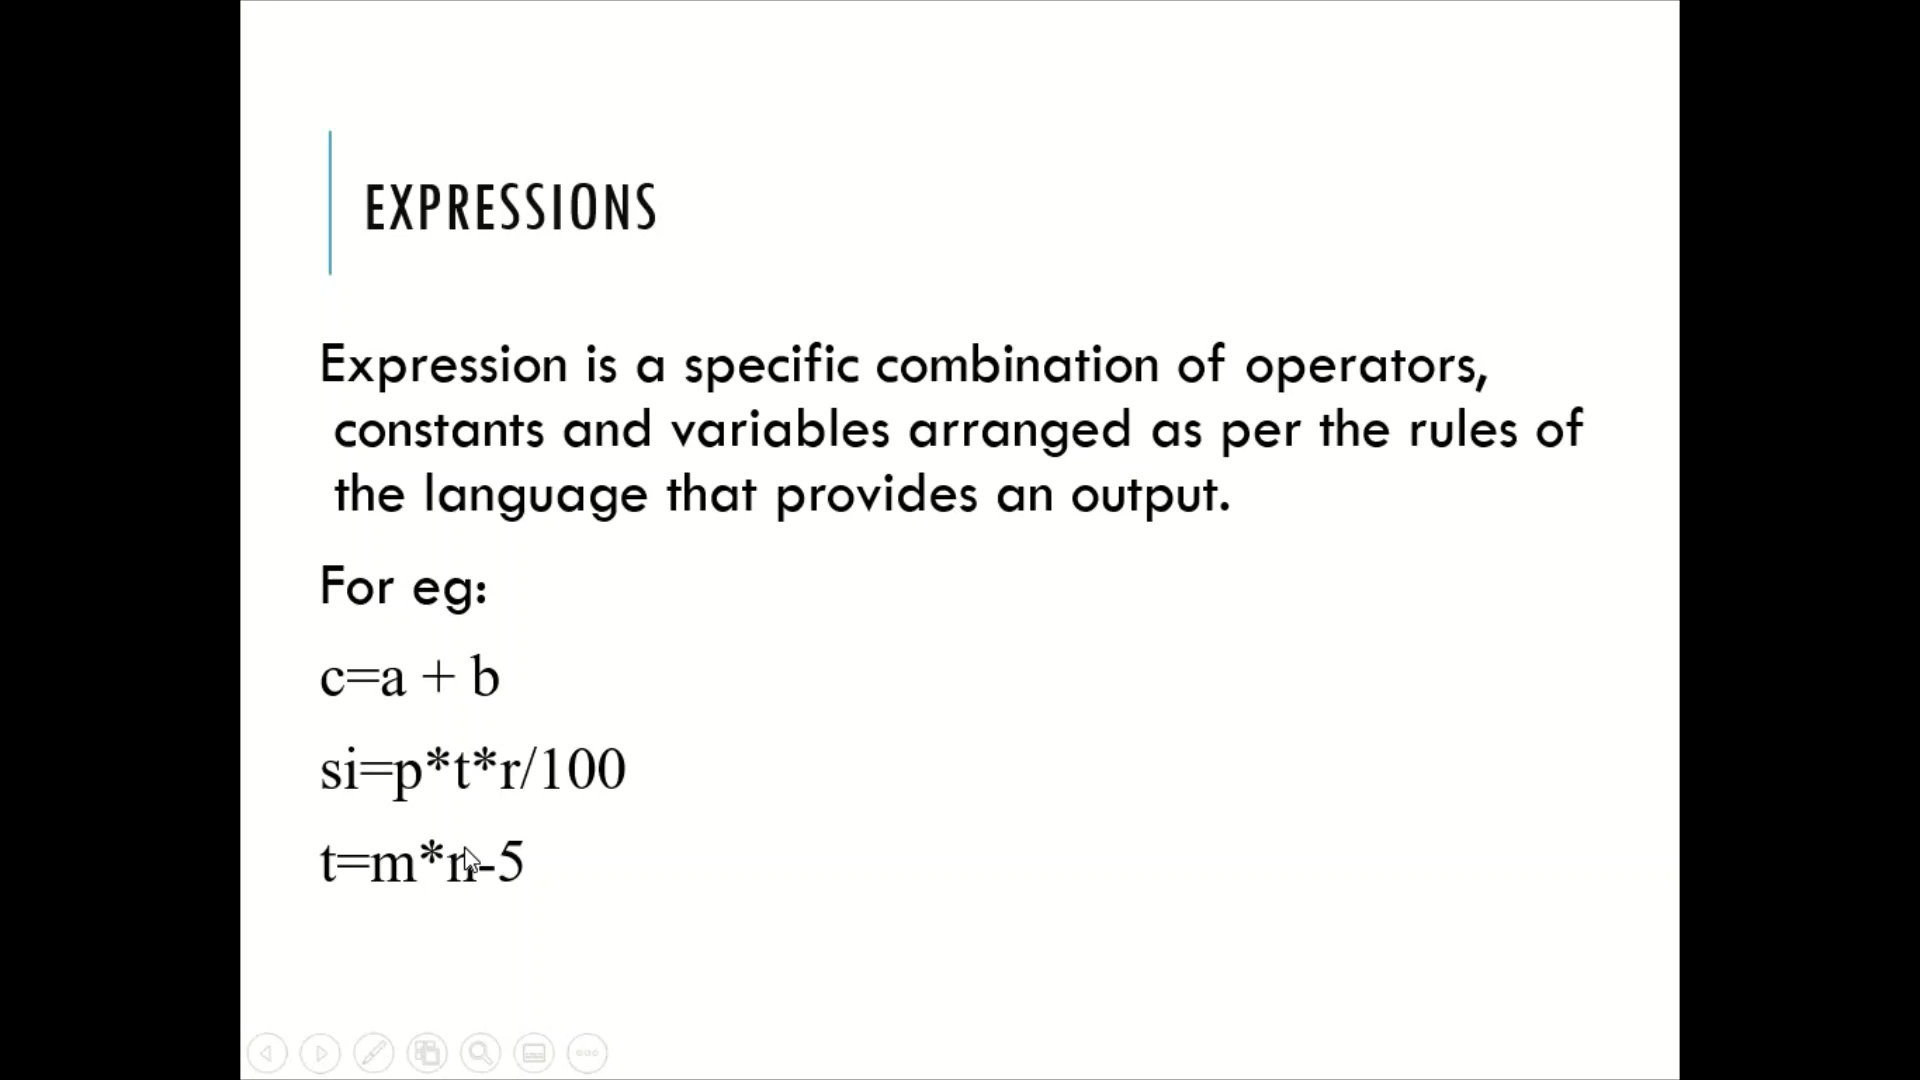 EXPRESSIONS
Expression is a specific combination of operators,
constants and variables arranged as per the rules of
the language that provides an output.
For eg:
c=a + b
si=p*t*r/100
t=m*n-5